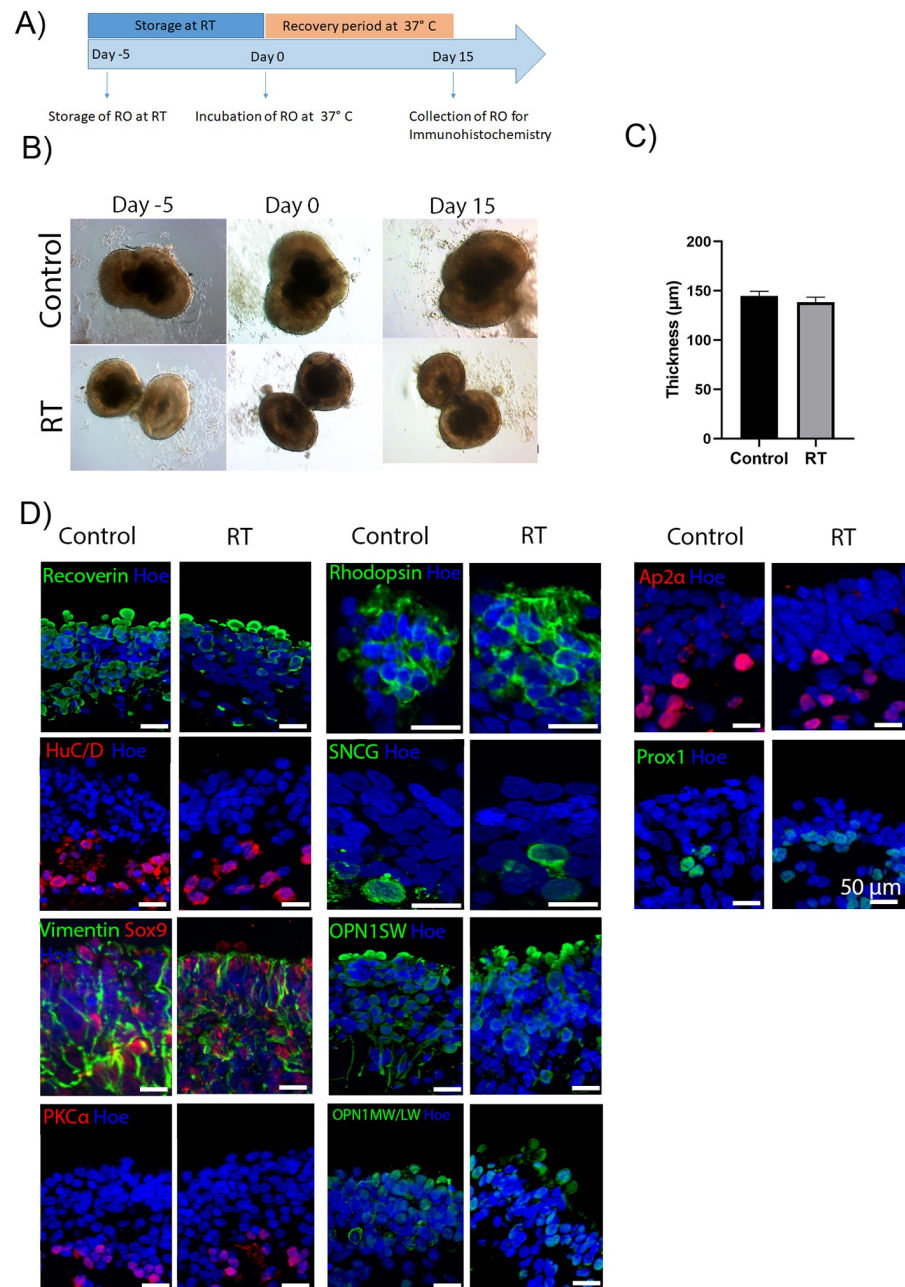 A)
Storage at RT
Recovery period at 37° C
Day -5
Day 0
Day 15
Storage of RO at RT
Incubation of RO at 37° C
Collection of RO for
Immunohistochemistry
B)
Day -5
Day 0
Day 15
Control
RT
C)
Thickness (µm)
200
150
100
50
0
Control
RT
D)
Control
RT
Control
RT
Control
RT
Recoverin Hoe
Rhodopsin Hoe
Ap2α Hoe
HuC/D Hoe
SNCG Hoe
Prox1 Hoe
50 µm
Vimentin Sox9
Hoe
OPN1SW Hoe
PKCα Hoe
OPN1MW/LW Hoe